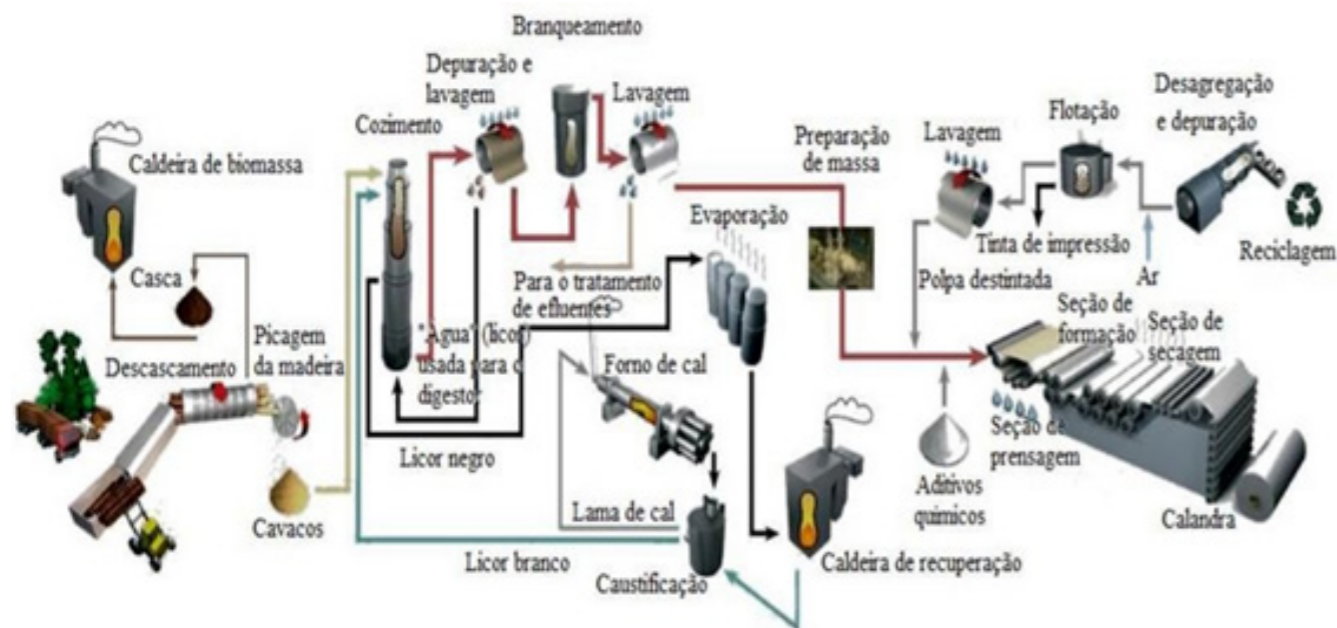 Branqueamento
Depuração e
lavagem
Lavagem
Cozimento
Caldeira de biomassa
Casca
Picagem
da madeira
Descascamento
Cavacos
"Água" (licor)
usada para o
digestor
Licor negro
Licor branco
Para o tratamento
de efluentes
Forno de cal
Lama de cal
Caustificação
Evaporação
Caldeira de recuperação
Preparação
de massa
Lavagem
Flotação
Desagregação
e depuração
Tinta de impressão
Ar
Reciclagem
Polpa destintada
Seção de
formação
Seção de
secagem
Seção de
prensagem
Aditivos
químicos
Calandra